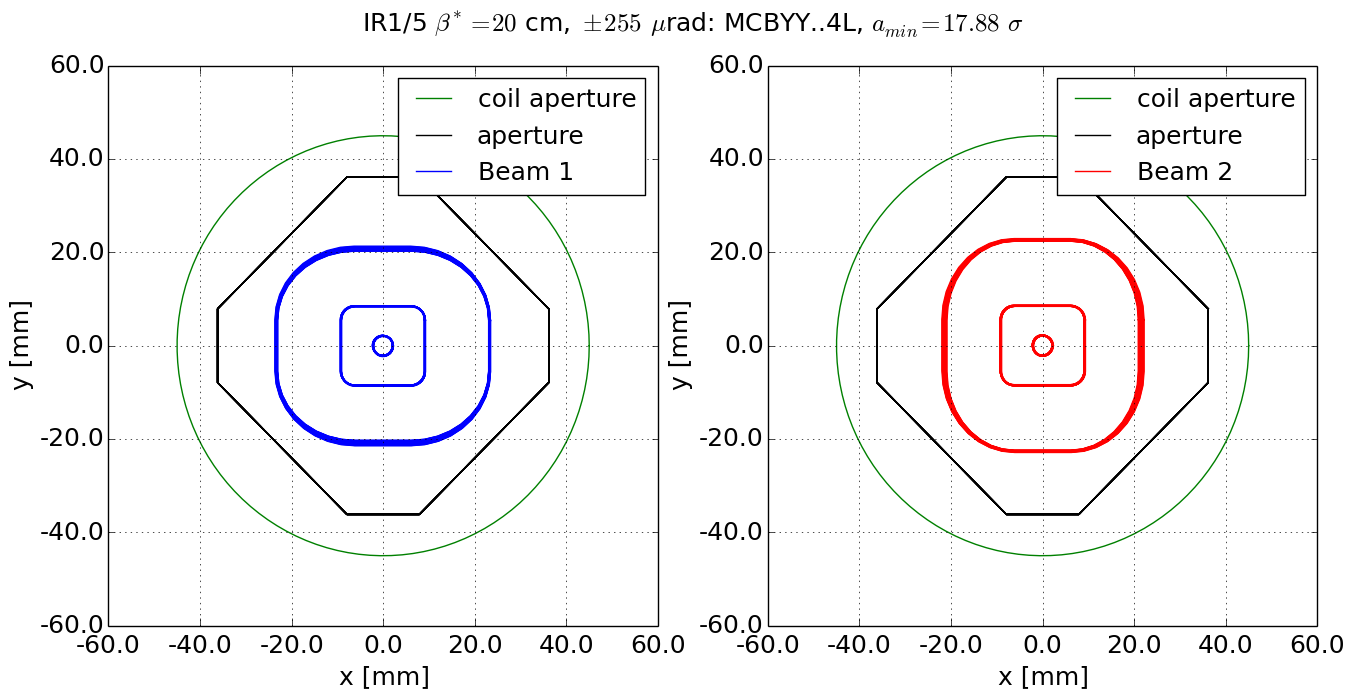 IR1/5 β* =20 cm, ±255 μrad: MCBYY..4L, a_min=17.88 σ
60.0
40.0
20.0
0.0
-20.0
-40.0
-60.0
y [mm]
coil aperture
aperture
Beam 1
-60.0 -40.0 -20.0 0.0 20.0 40.0 60.0
x [mm]
60.0
40.0
20.0
0.0
-20.0
-40.0
-60.0
y [mm]
coil aperture
aperture
Beam 2
-60.0 -40.0 -20.0 0.0 20.0 40.0 60.0
x [mm]